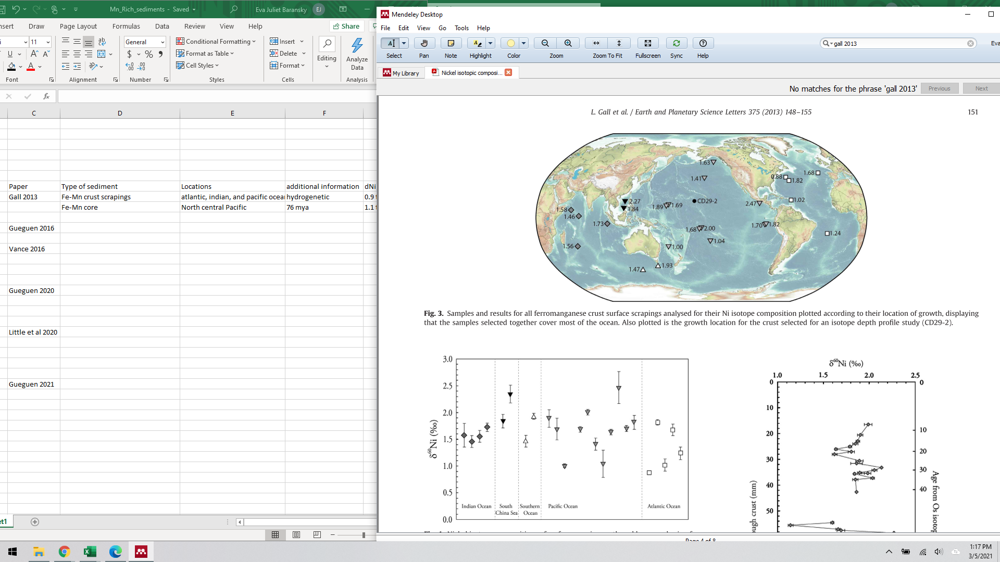 Mn_Rich_sediments - Saved
Eva Juliet Baransky
EJ
nsert
Draw
Page Layout
Formulas
Data
Review
View
Help
Share
11
General
Conditional Formatting
Format as Table
Cell Styles
Insert
Delete
Format
Editing
Analyze
Data
Font
Alignment
Number
Styles
Cells
Analysis
fx
C
D
E
F
Paper
Type of sediment
Locations
additional information
dNi
Gall 2013
Fe-Mn crust scrapings
atlantic, indian, and pacific ocea
hydrogenetic
0.9
Fe-Mn core
North central Pacific
76 mya
1.1
Gueguen 2016
Vance 2016
Gueguen 2020
Little et al 2020
Gueguen 2021
et1
Mendeley Desktop
File
Edit
View
Go
Tools
Help
Select
Pan
Note
Highlight
Color
Zoom
Zoom To Fit
Fullscreen
Sync
Help
gall 2013
Eva
My Library
Nickel isotopic composi...
No matches for the phrase 'gall 2013'
Previous
Next
L. Gall et al. / Earth and Planetary Science Letters 375 (2013) 148–155
151
1.63
1.41
1.68
0.88
1.82
2.27
1.84
CD29-2
1.89
1.69
2.47
1.02
1.58
1.46
1.73
1.68
2.00
1.70
1.82
1.24
1.56
1.00
1.04
1.47
1.93
Fig. 3. Samples and results for all ferromanganese crust surface scrapings analysed for their Ni isotope composition plotted according to their location of growth, displaying
that the samples selected together cover most of the ocean. Also plotted is the growth location for the crust selected for an isotope depth profile study (CD29-2).
3.0
2.5
2.0
1.5
1.0
0.5
0.0
δ⁶⁰Ni (‰)
Indian Ocean
South
China Sea
Southern
Ocean
Pacific Ocean
Atlantic Ocean
δ⁶⁰Ni (‰)
1.0
1.5
2.0
2.5
0
10
20
30
40
50
0
10
20
30
40
ough crust (mm)
Age from Os isotop
Page 4 of 8
1:17 PM
3/5/2021